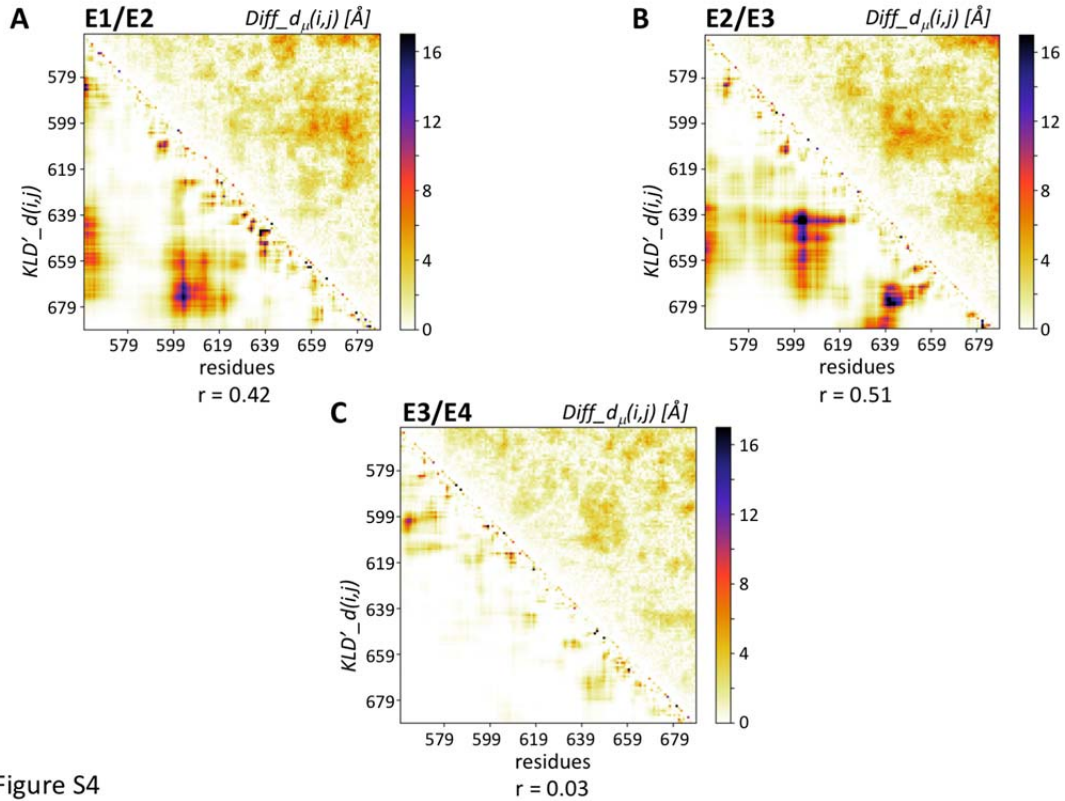 A E1/E2 Diff_dμ(i,j) [Å]
KLD'_d(i,j)
579
599
619
639
659
679
16
12
8
4
0
579 599 619 639 659 679
residues
r = 0.42
B E2/E3 Diff_dμ(i,j) [Å]
KLD'_d(i,j)
579
599
619
639
659
679
16
12
8
4
0
579 599 619 639 659 679
residues
r = 0.51
C E3/E4 Diff_dμ(i,j) [Å]
KLD'_d(i,j)
579
599
619
639
659
679
16
12
8
4
0
579 599 619 639 659 679
residues
r = 0.03
Figure S4